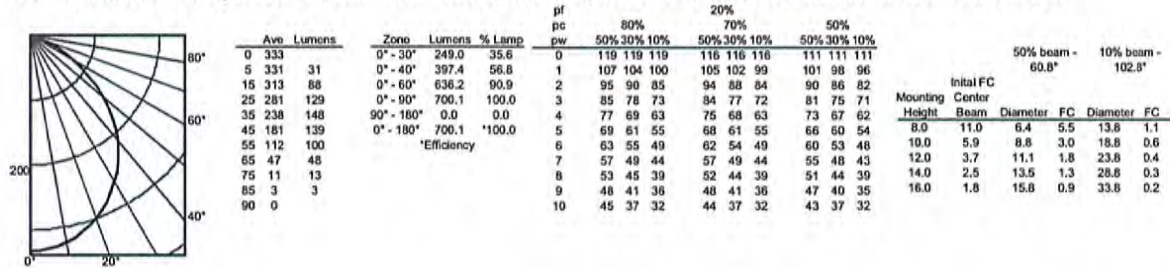 80°
60°
200
40°
0° 20°
Ave Lumens
0 333
5 331 31
15 313 88
25 281 129
35 238 148
45 181 139
55 112 100
65 47 48
75 11 13
85 3 3
90 0
Zone Lumens % Lamp
0° - 30° 249.0 35.6
0° - 40° 397.4 56.8
0° - 60° 636.2 90.9
0° - 90° 700.1 100.0
90° - 180° 0.0 0.0
0° - 180° 700.1 *100.0
*Efficiency
pf 20%
pc 80% 70% 50%
pw 50% 30% 10% 50% 30% 10% 50% 30% 10%
0 119 119 119 116 116 116 111 111 111
1 107 104 100 105 102 99 101 98 96
2 95 90 85 94 88 84 90 86 82
3 85 78 73 84 77 72 81 75 71
4 77 69 63 75 68 63 73 67 62
5 69 61 55 68 61 55 66 60 54
6 63 55 49 62 54 49 60 53 48
7 57 49 44 57 49 44 55 48 43
8 53 45 39 52 44 39 51 44 39
9 48 41 36 48 41 36 47 40 35
10 45 37 32 44 37 32 43 37 32
50% beam - 10% beam -
60.8° 102.8°
Inital FC
Mounting Center
Height Beam Diameter FC Diameter FC
8.0 11.0 6.4 5.5 13.8 1.1
10.0 5.9 8.8 3.0 18.8 0.6
12.0 3.7 11.1 1.8 23.8 0.4
14.0 2.5 13.5 1.3 28.8 0.3
16.0 1.8 15.8 0.9 33.8 0.2